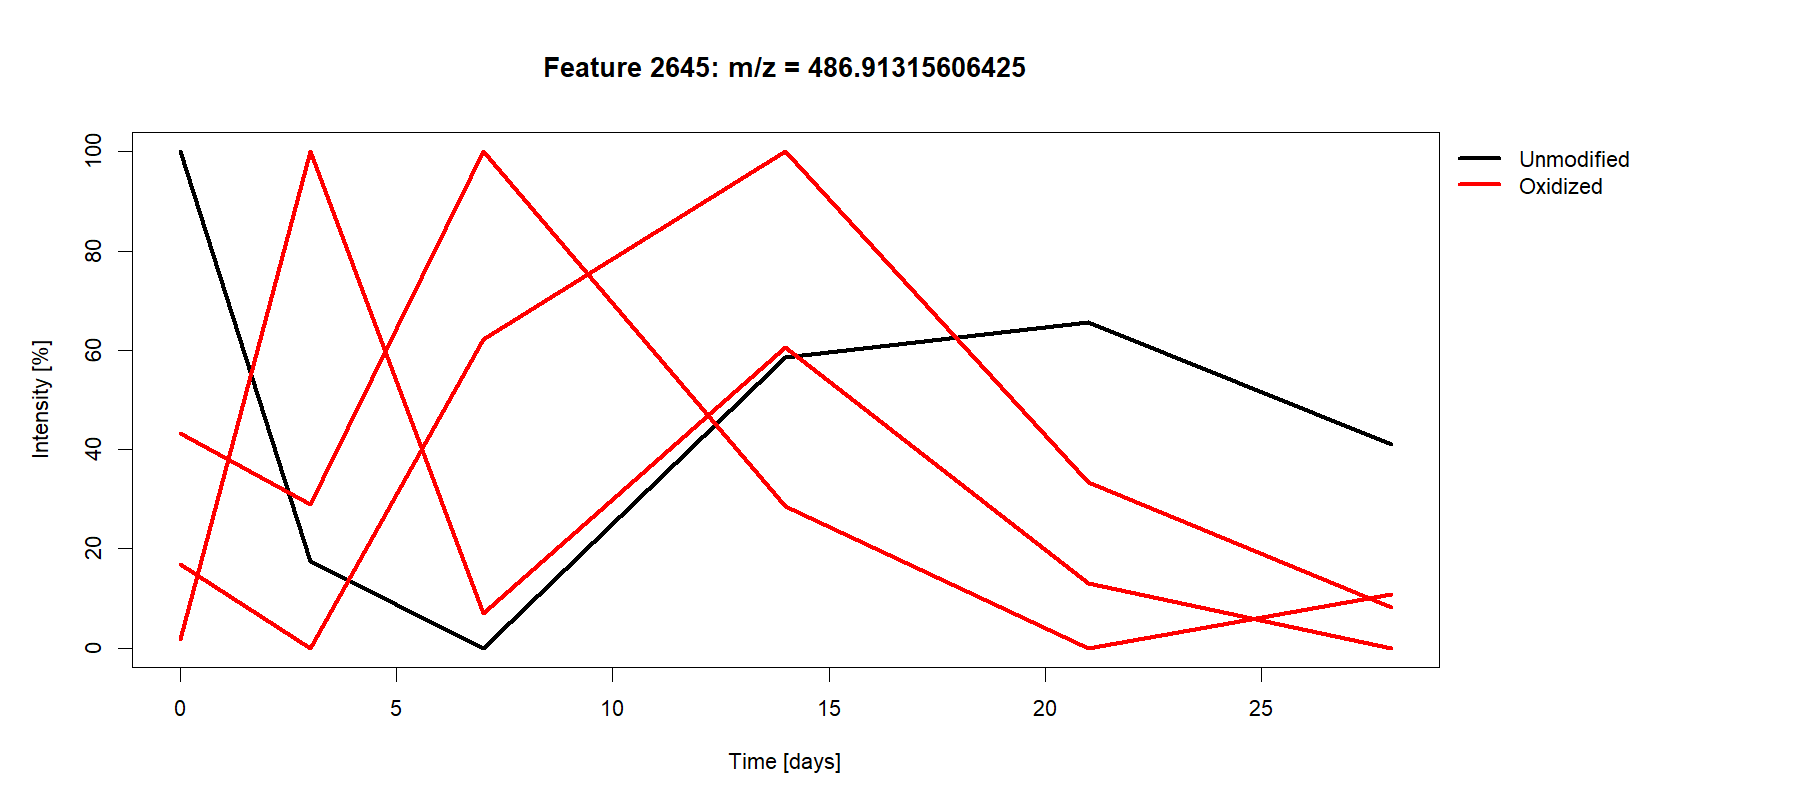 Feature 2645: m/z = 486.91315606425
Unmodified
Oxidized
Intensity [%]
100
80
60
40
20
0
0 5 10 15 20 25
Time [days]